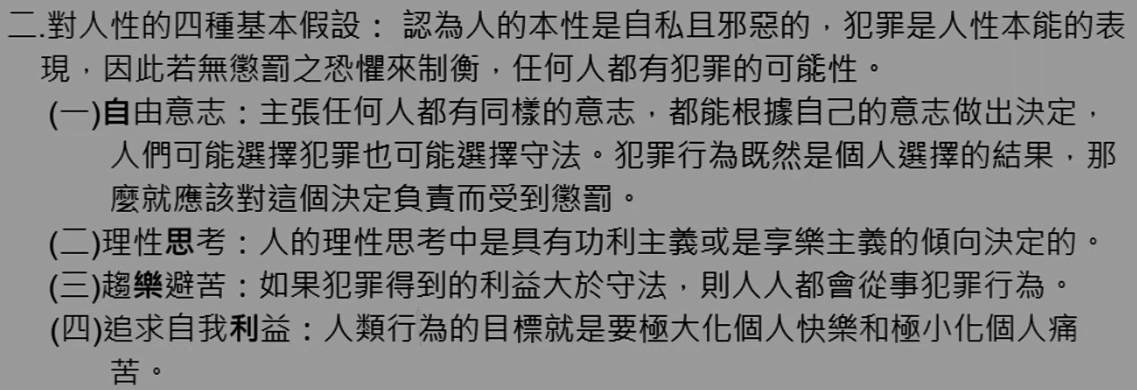 二.對人性的四種基本假設： 認為人的本性是自私且邪惡的，犯罪是人性本能的表
現，因此若無懲罰之恐懼來制衡，任何人都有犯罪的可能性。
(一)自由意志：主張任何人都有同樣的意志，都能根據自己的意志做出決定，
人們可能選擇犯罪也可能選擇守法。犯罪行為既然是個人選擇的結果，那
麼就應該對這個決定負責而受到懲罰。
(二)理性思考：人的理性思考中是具有功利主義或是享樂主義的傾向決定的。
(三)趨樂避苦：如果犯罪得到的利益大於守法，則人人都會從事犯罪行為。
(四)追求自我利益：人類行為的目標就是要極大化個人快樂和極小化個人痛
苦。